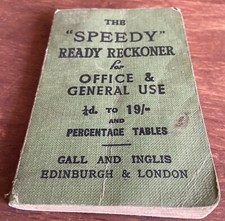 THE
"SPEEDY"
READY RECKONER
for
OFFICE &
GENERAL USE
¼d. TO 19/-
AND
PERCENTAGE TABLES
GALL AND INGLIS
EDINBURGH & LONDON